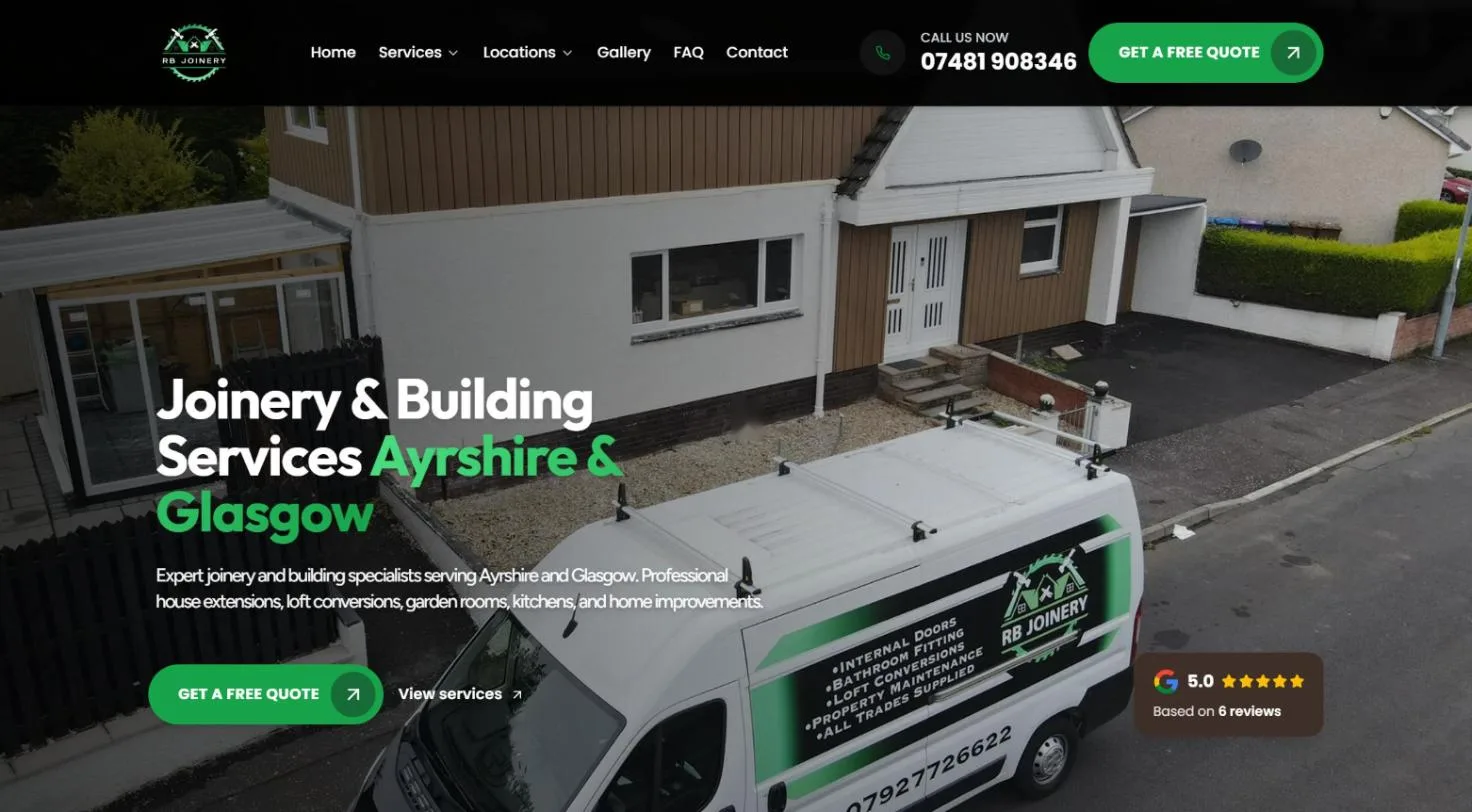 RB JOINERY
Home
Services
Locations
Gallery
FAQ
Contact
CALL US NOW
07481 908346
GET A FREE QUOTE
Joinery & Building
Services Ayrshire &
Glasgow
Expert joinery and building specialists serving Ayrshire and Glasgow. Professional
house extensions, loft conversions, garden rooms, kitchens, and home improvements.
GET A FREE QUOTE
View services
•INTERNAL DOORS
•BATHROOM FITTING
•LOFT CONVERSIONS
•PROPERTY MAINTENANCE
•ALL TRADES SUPPLIED
RB JOINERY
07927726622
5.0
Based on 6 reviews